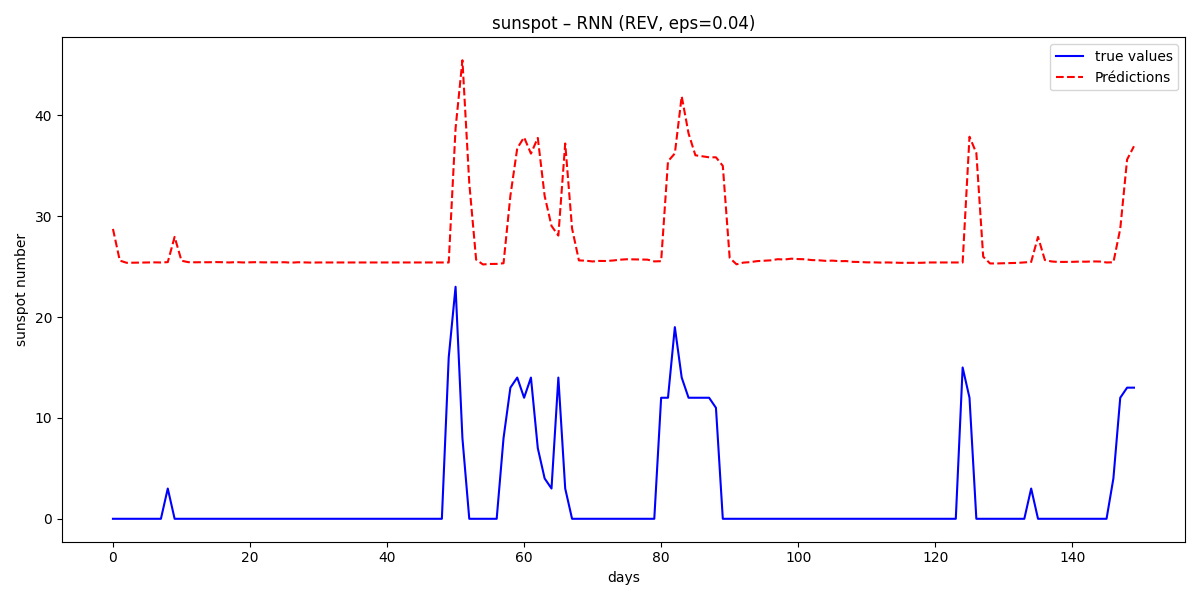 sunspot – RNN (REV, eps=0.04)
true values
Prédictions
sunspot number
40
30
20
10
0
0 20 40 60 80 100 120 140
days